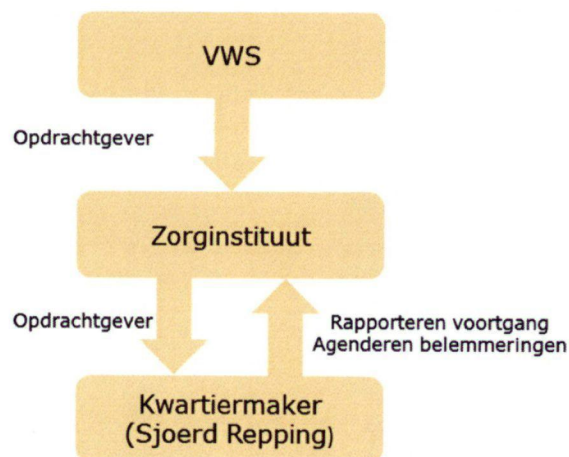 VWS
Opdrachtgever
Zorginstituut
Opdrachtgever
Rapporteren voortgang
Agenderen belemmeringen
Kwartiermaker
(Sjoerd Repping)